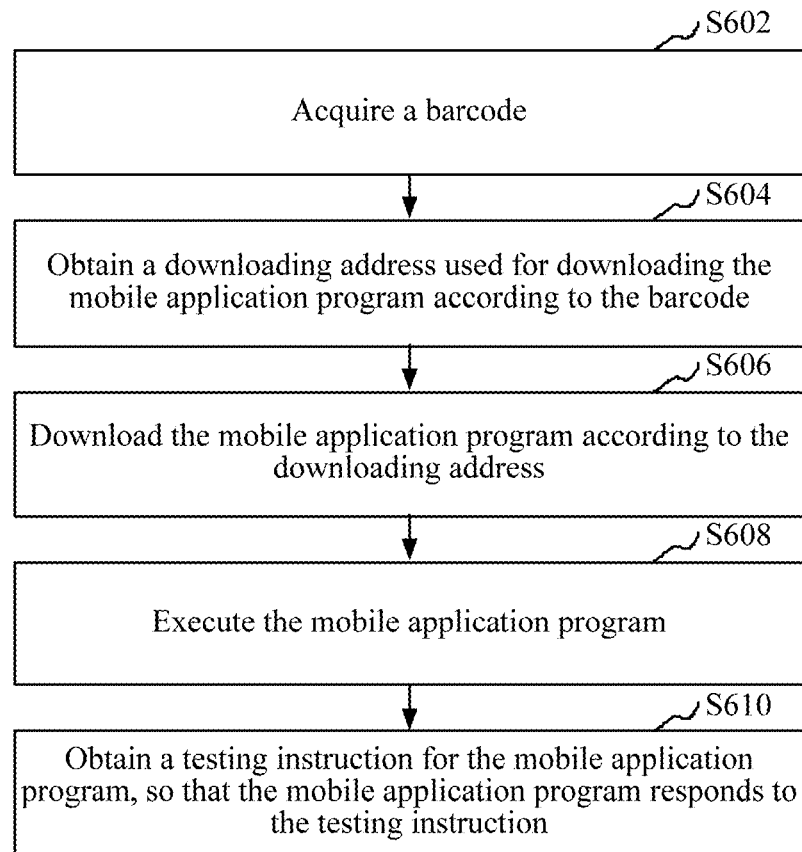 S602
Acquire a barcode
S604
Obtain a downloading address used for downloading the
mobile application program according to the barcode
S606
Download the mobile application program according to the
downloading address
S608
Execute the mobile application program
S610
Obtain a testing instruction for the mobile application
program, so that the mobile application program responds to
the testing instruction